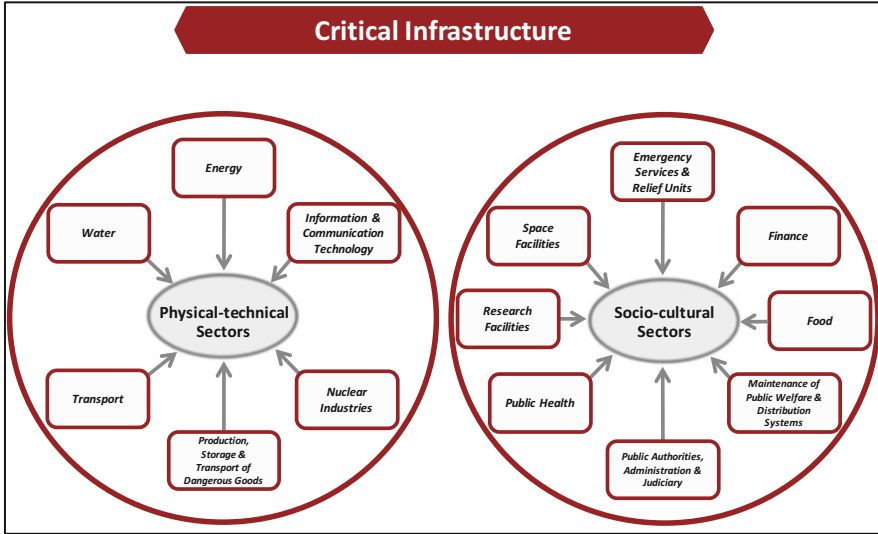 Critical Infrastructure
Energy
Water
Information &
Communication
Technology
Physical-technical
Sectors
Transport
Nuclear
Industries
Production,
Storage &
Transport of
Dangerous Goods
Emergency
Services &
Relief Units
Space
Facilities
Finance
Research
Facilities
Socio-cultural
Sectors
Food
Public Health
Maintenance of
Public Welfare &
Distribution
Systems
Public Authorities,
Administration &
Judiciary